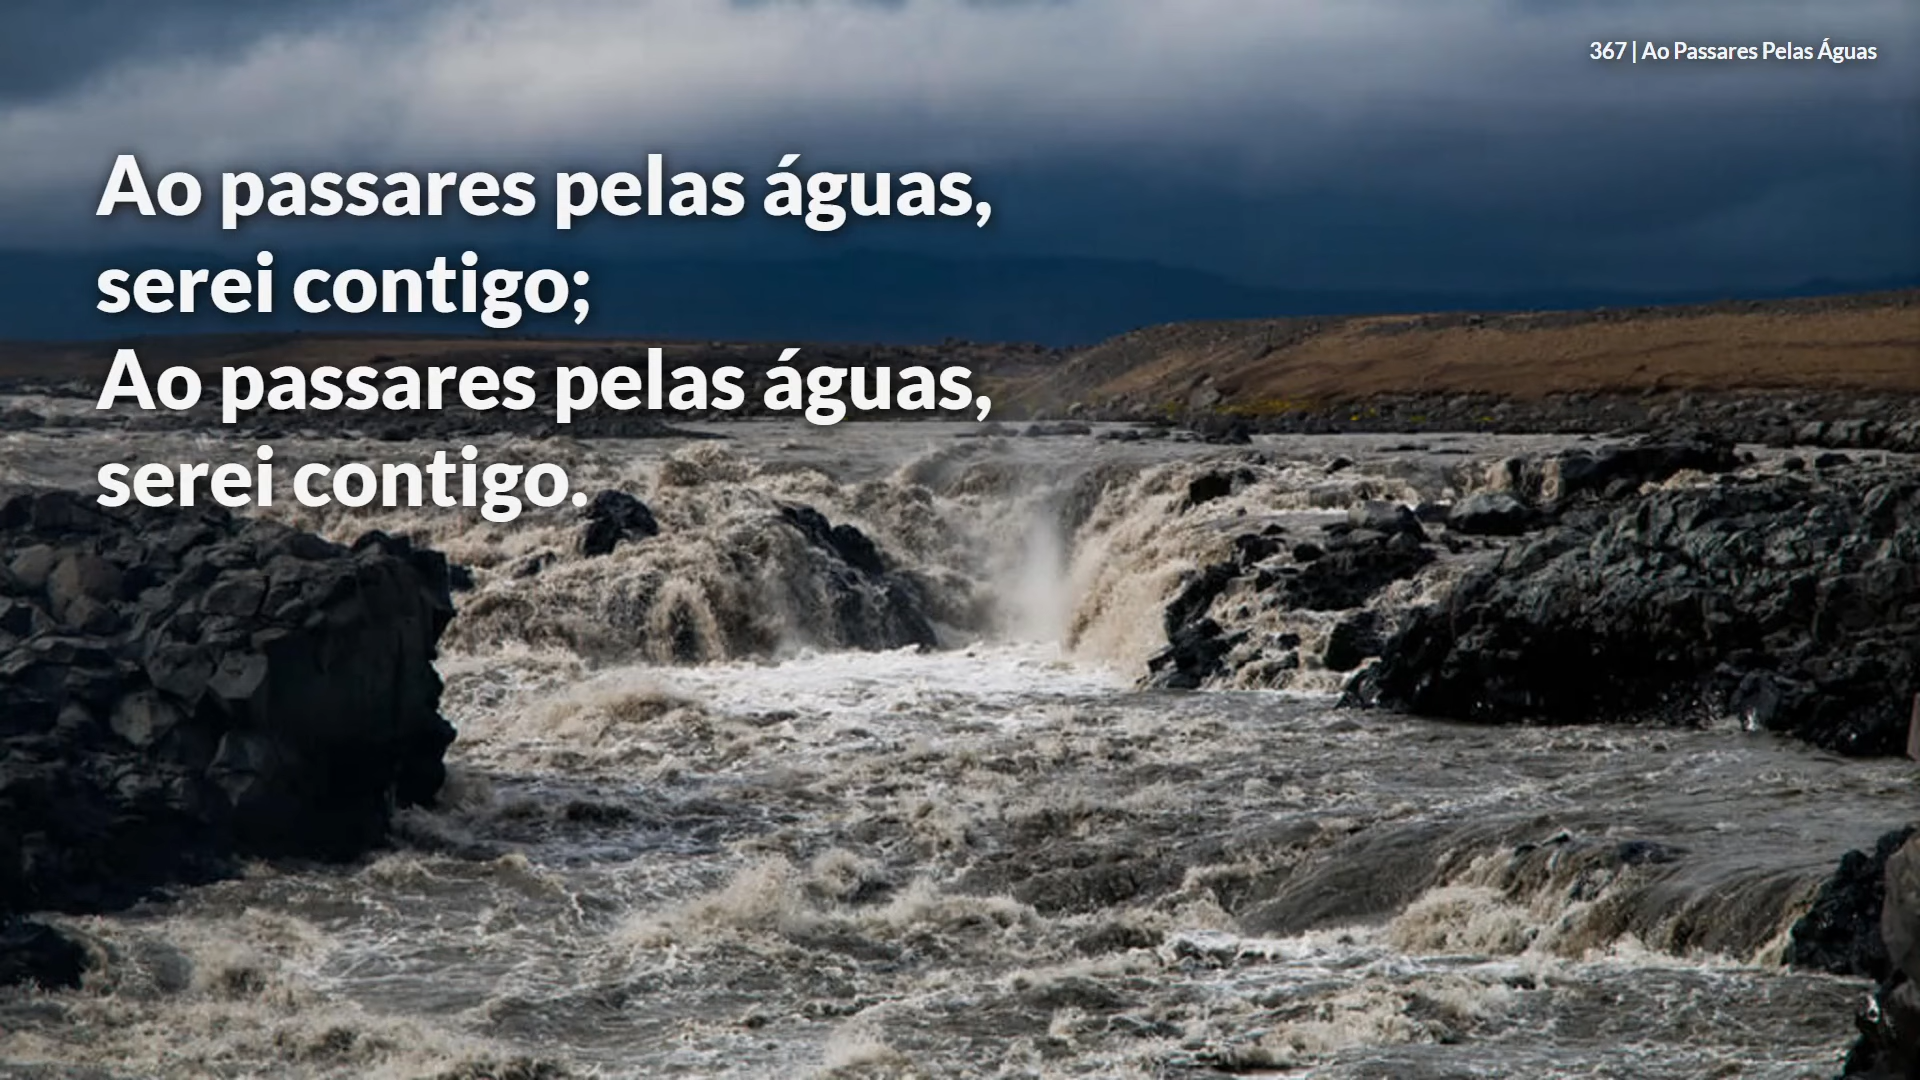 367 | Ao Passares Pelas Águas
Ao passares pelas águas,
serei contigo;
Ao passares pelas águas,
serei contigo.